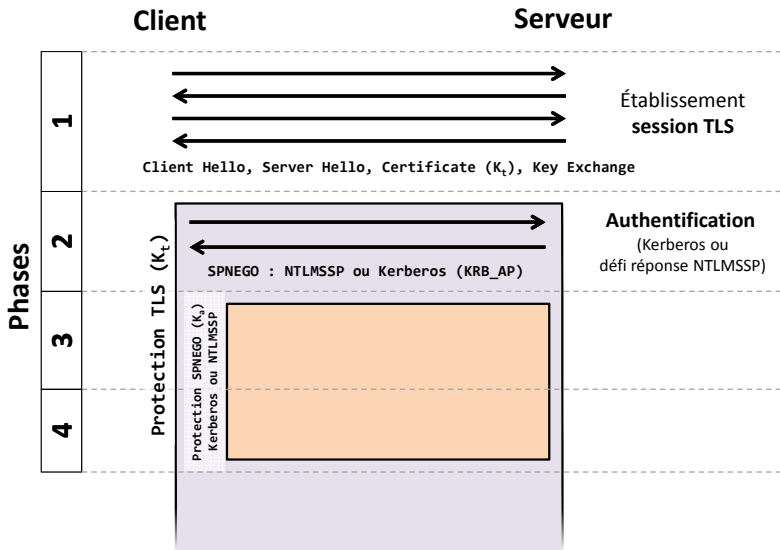 Client
Serveur
Phases
1
Établissement
session TLS
Client Hello, Server Hello, Certificate (Kt), Key Exchange
2
Authentification
(Kerberos ou
défi réponse NTLMSSP)
SPNEGO : NTLMSSP ou Kerberos (KRB_AP)
Protection TLS (Kt)
3
Protection SPNEGO (Ka)
Kerberos ou NTLMSSP
4